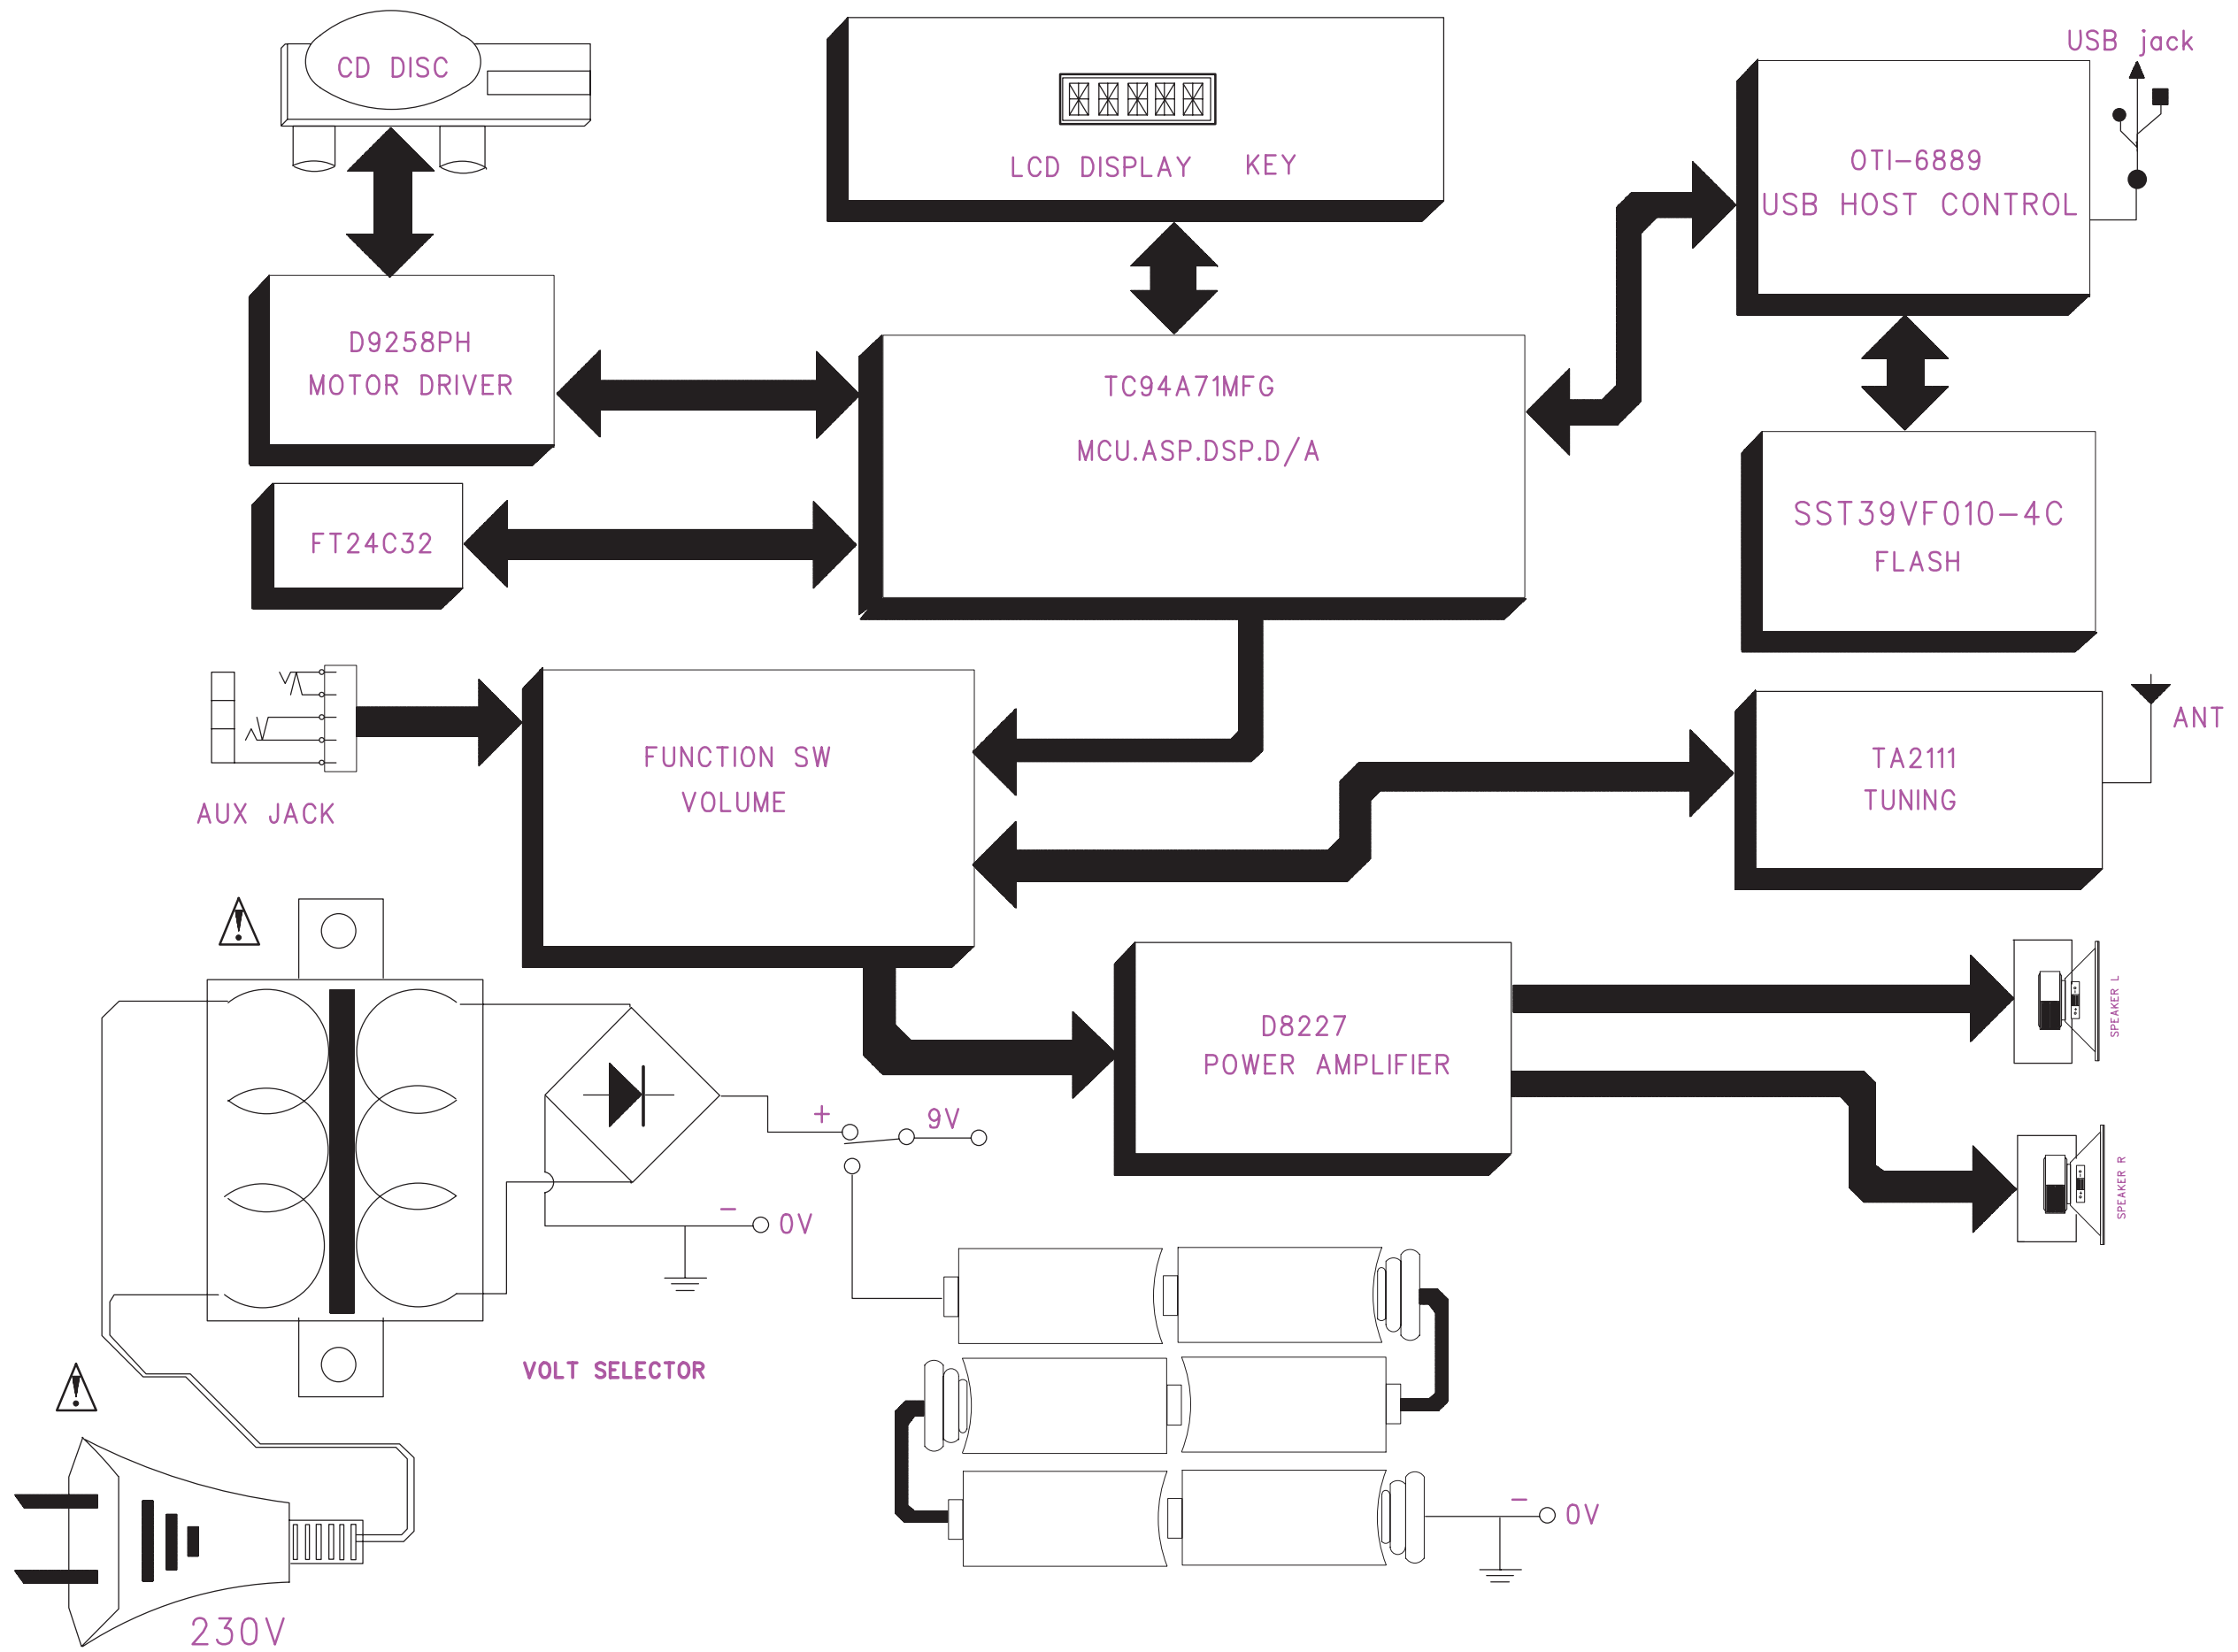 CD DISC
LCD DISPLAY KEY
USB jack
OTI-6889
USB HOST CONTROL
D9258PH
MOTOR DRIVER
TC94A71MFG
MCU.ASP.DSP.D/A
FT24C32
SST39VF010-4C
FLASH
AUX JACK
FUNCTION SW
VOLUME
TA2111
TUNING
ANT
D8227
POWER AMPLIFIER
SPEAKER L
SPEAKER R
+
9V
-
0V
VOLT SELECTOR
-
0V
230V